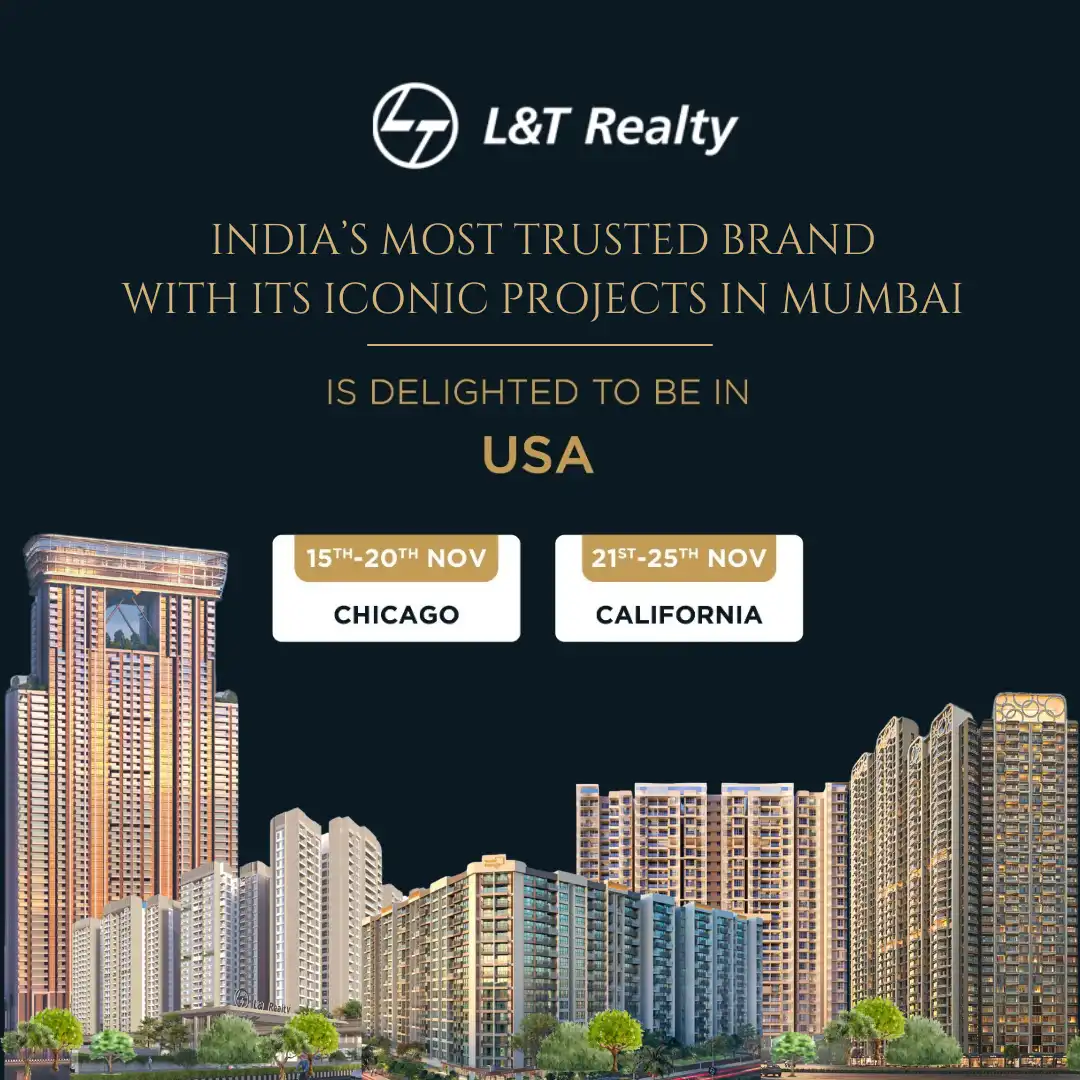 L&T Realty
INDIA’S MOST TRUSTED BRAND
WITH ITS ICONIC PROJECTS IN MUMBAI
IS DELIGHTED TO BE IN
USA
15TH-20TH NOV
CHICAGO
21ST-25TH NOV
CALIFORNIA
L&T Realty